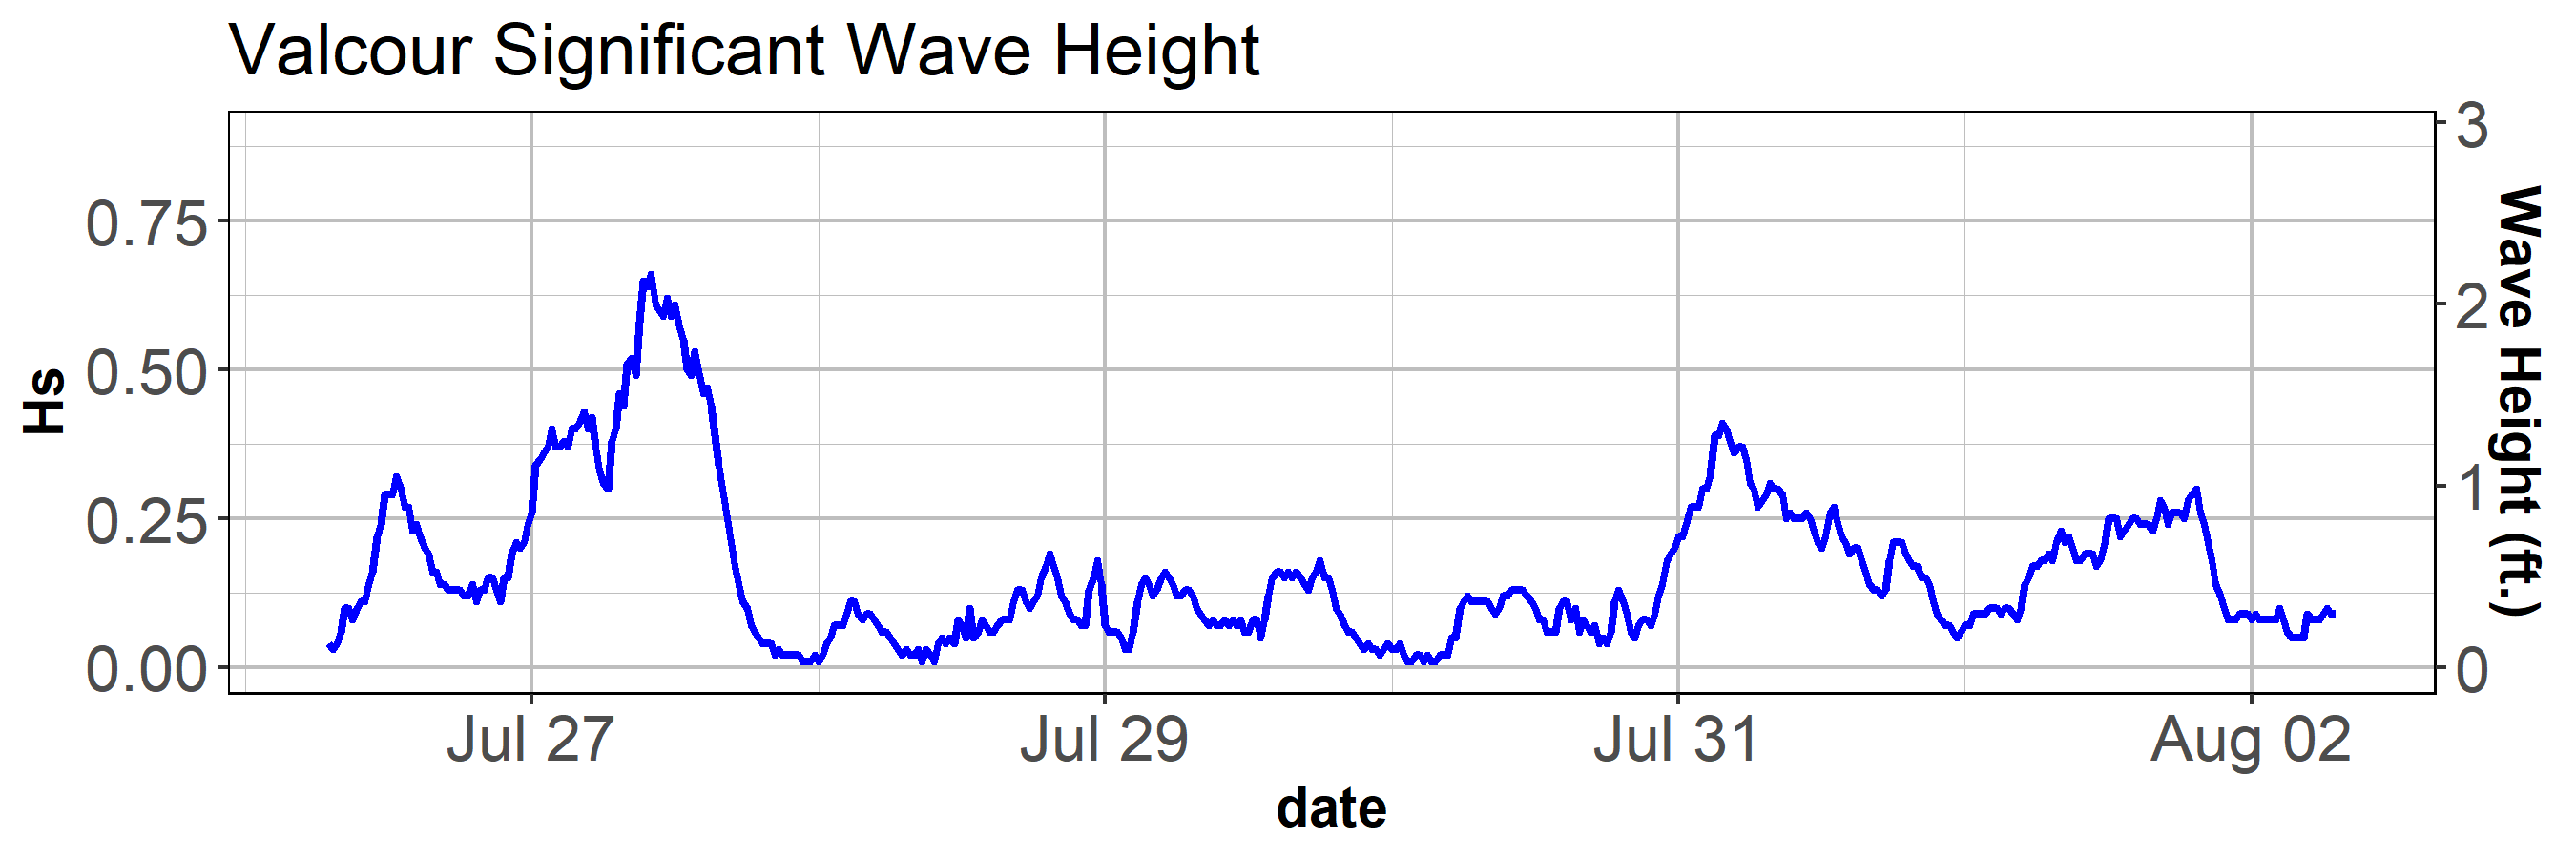 Valcour Significant Wave Height
Hs
0.75
0.50
0.25
0.00
3
2
1
0
Wave Height (ft.)
Jul 27
Jul 29
Jul 31
Aug 02
date